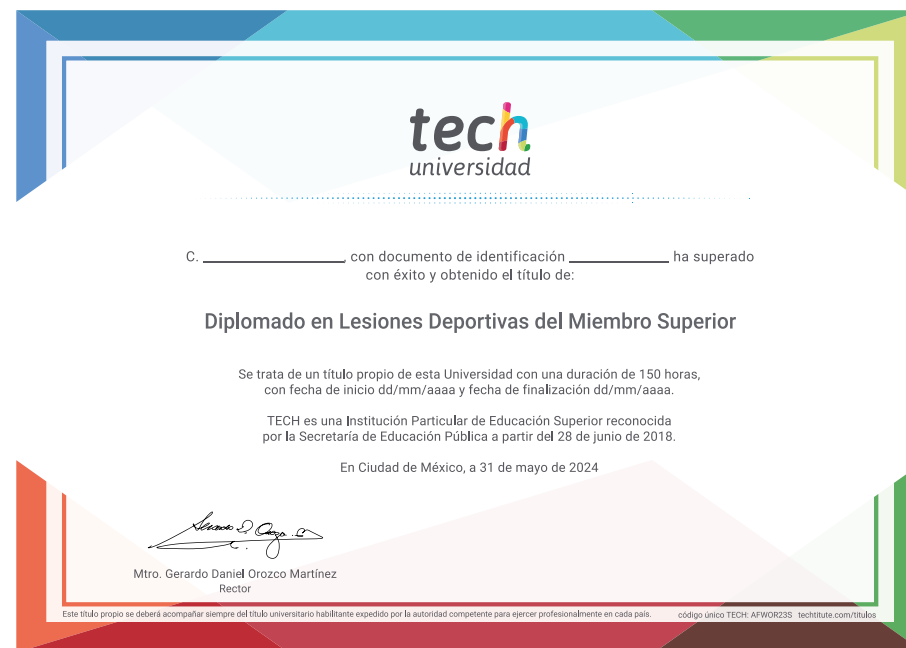 tech
universidad
C. ____________________, con documento de identificación ______________ ha superado
con éxito y obtenido el título de:
Diplomado en Lesiones Deportivas del Miembro Superior
Se trata de un título propio de esta Universidad con una duración de 150 horas,
con fecha de inicio dd/mm/aaaa y fecha de finalización dd/mm/aaaa.
TECH es una Institución Particular de Educación Superior reconocida
por la Secretaría de Educación Pública a partir del 28 de junio de 2018.
En Ciudad de México, a 31 de mayo de 2024
Mtro. Gerardo Daniel Orozco Martínez
Rector
Este título propio se deberá acompañar siempre del título universitario habilitante expedido por la autoridad competente para ejercer profesionalmente en cada país. código único TECH: AFWOR23S techtitute.com/titulos